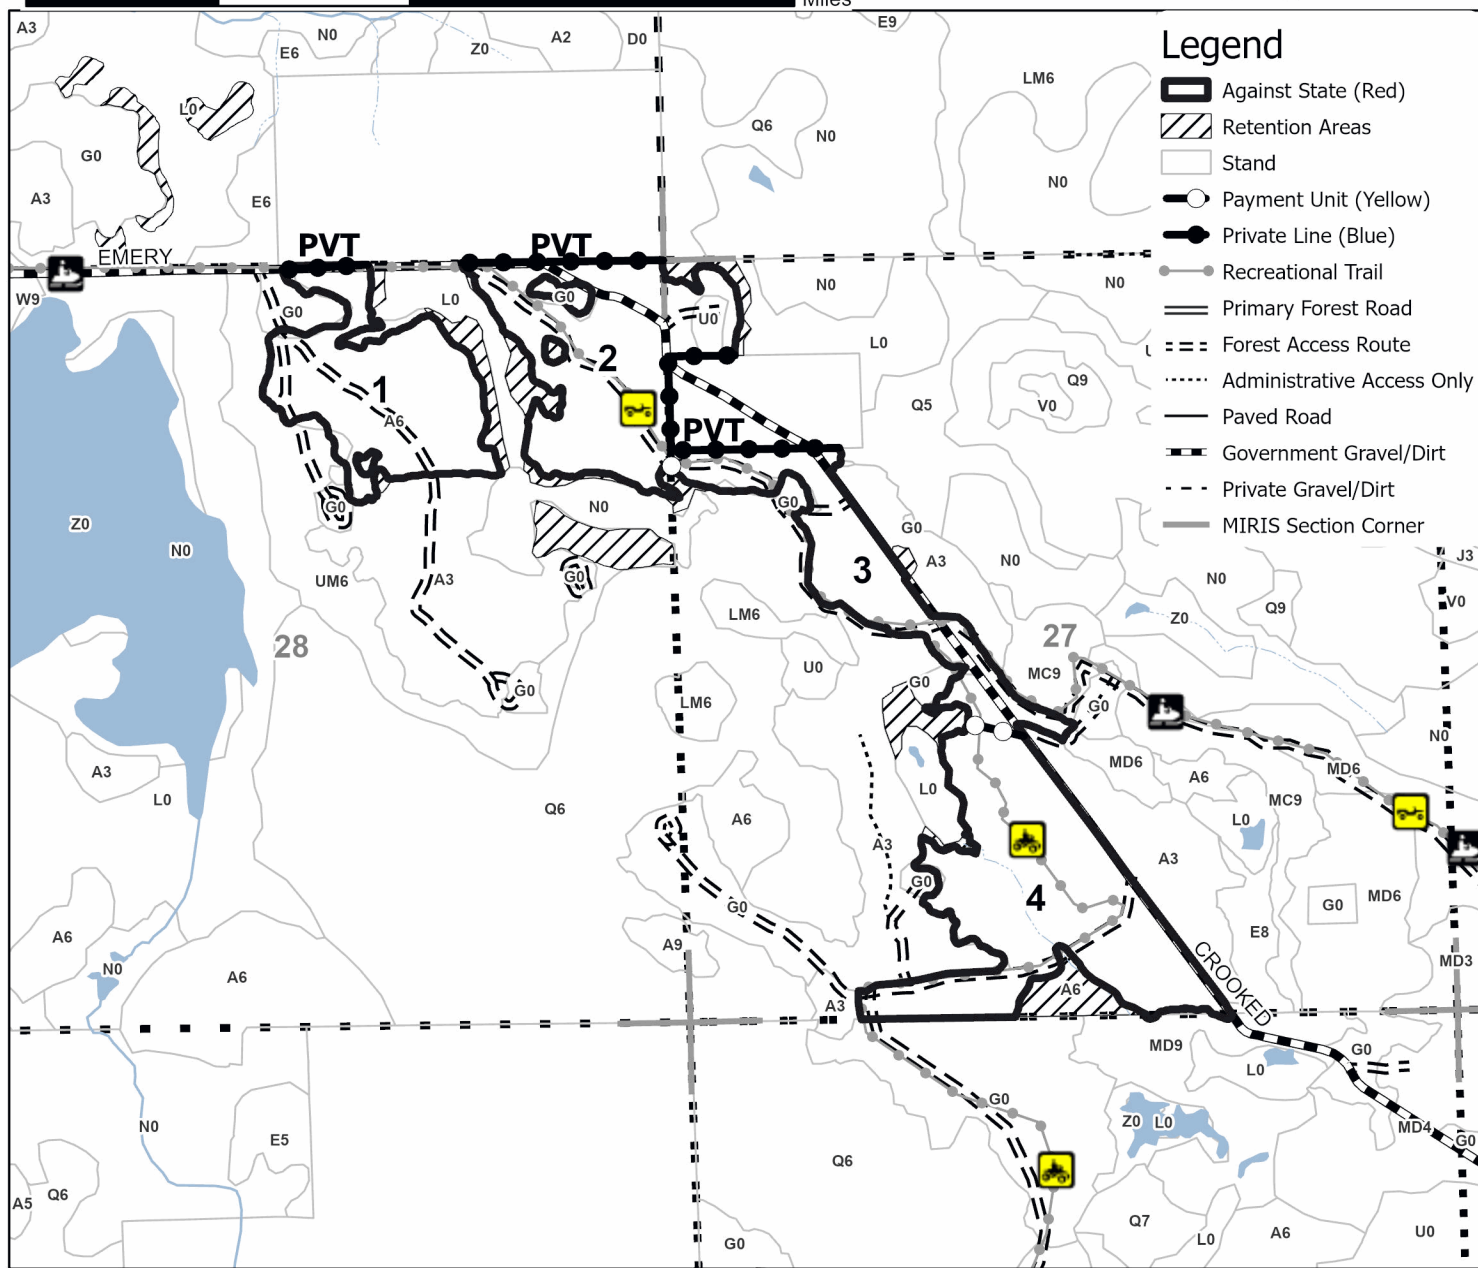 Miles
A3
N0
E6
Z0
A2
D0
E9
LM6
L0
Q6
N0
G0
N0
A3
E6
Legend
Against State (Red)
Retention Areas
Stand
Payment Unit (Yellow)
Private Line (Blue)
Recreational Trail
Primary Forest Road
Forest Access Route
Administrative Access Only
Paved Road
Government Gravel/Dirt
Private Gravel/Dirt
MIRIS Section Corner
PVT
PVT
EMERY
W9
G0
L0
G0
U0
N0
N0
L0
2
1
A6
Q9
V0
Q5
PVT
G0
N0
G0
G0
Z0
N0
UM6
A3
G0
3
A3
N0
N0
J3
V0
Q9
Z0
LM6
28
27
U0
MC9
G0
G0
LM6
G0
N0
A3
L0
Q6
L0
MD6
A6
MD6
MC9
L0
A6
A3
A3
G0
4
G0
G0
MD6
E8
A6
A9
N0
A6
A6
MD3
CROOKED
A3
MD9
G0
L0
N0
E5
G0
Z0
L0
MD4
G0
Q6
A5
Q6
Q7
L0
A6
U0
G0